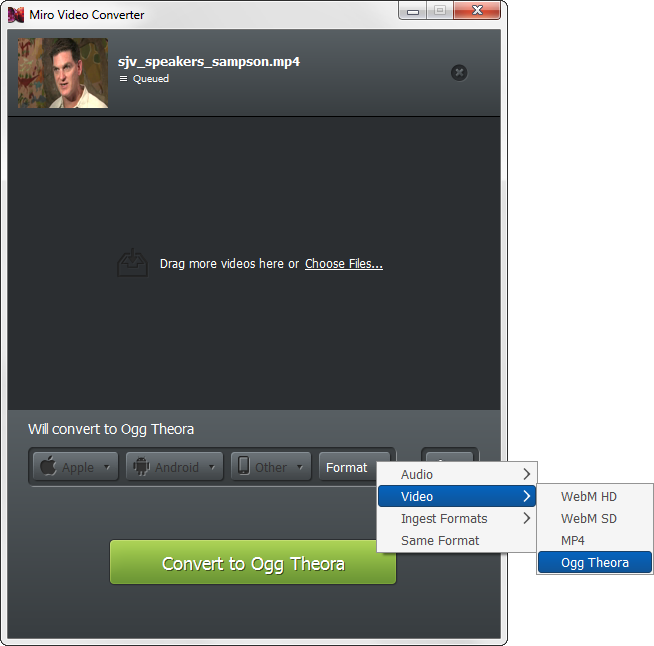 Miro Video Converter
sjv_speakers_sampson.mp4
Queued
Drag more videos here or Choose Files...
Will convert to Ogg Theora
Apple
Android
Other
Format
Audio
Video
Ingest Formats
Same Format
WebM HD
WebM SD
MP4
Ogg Theora
Convert to Ogg Theora